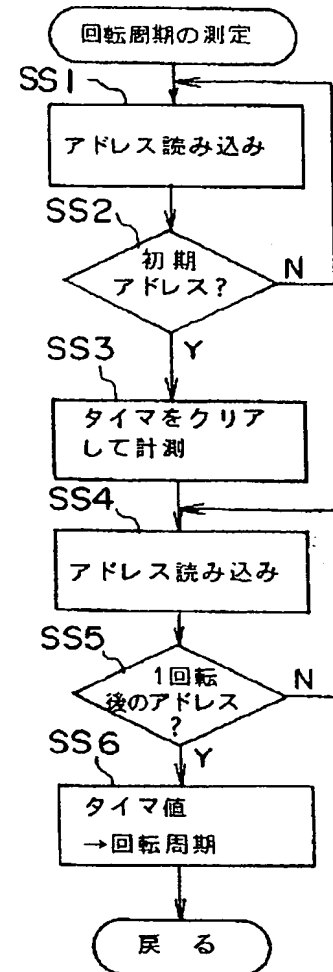 回転周期の測定
SS1
アドレス読み込み
SS2
初期
アドレス?
N
Y
SS3
タイマをクリア
して計測
SS4
アドレス読み込み
SS5
1回転
後のアドレス
?
N
Y
SS6
タイマ値
→回転周期
戻る